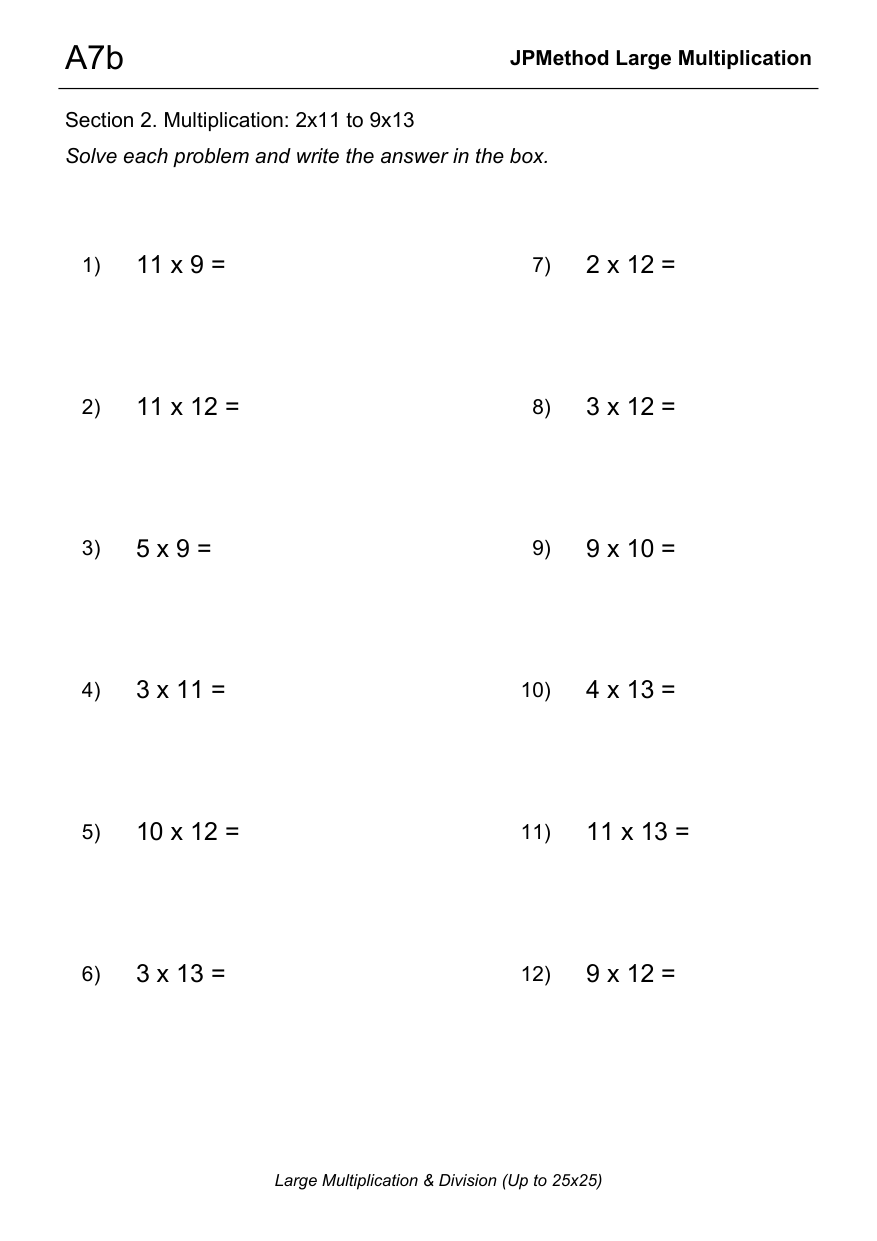 A7b
JPMethod Large Multiplication
Section 2. Multiplication: 2x11 to 9x13
Solve each problem and write the answer in the box.
1) 11 x 9 =
2) 11 x 12 =
3) 5 x 9 =
4) 3 x 11 =
5) 10 x 12 =
6) 3 x 13 =
7) 2 x 12 =
8) 3 x 12 =
9) 9 x 10 =
10) 4 x 13 =
11) 11 x 13 =
12) 9 x 12 =
Large Multiplication & Division (Up to 25x25)